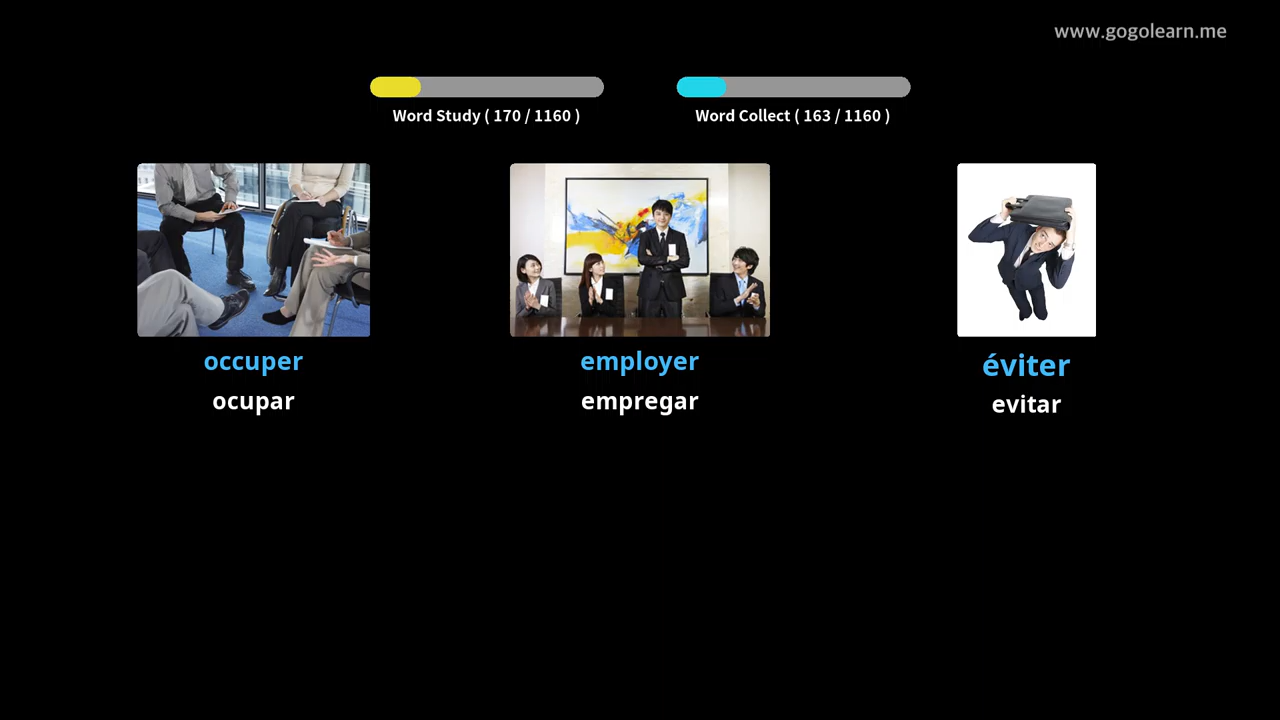 www.gogolearn.me
Word Study ( 170 / 1160 )
Word Collect ( 163 / 1160 )
occuper
ocupar
employer
empregar
éviter
evitar